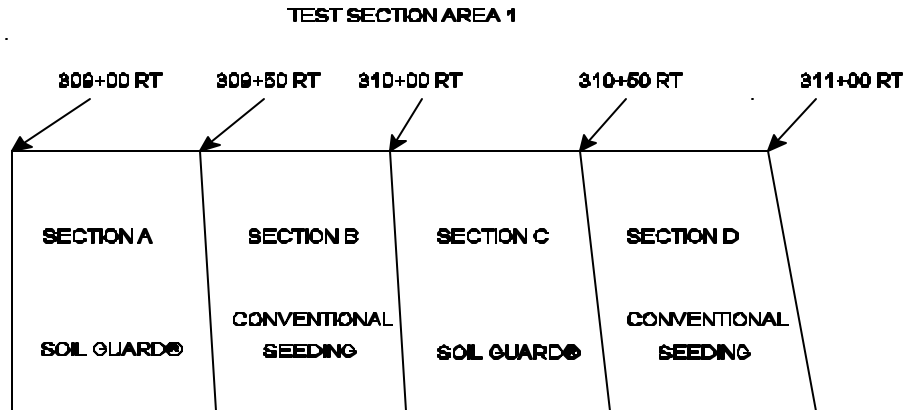 TEST SECTION AREA 1
309+00 RT 309+50 RT 310+00 RT 310+50 RT 311+00 RT
SECTION A SECTION B SECTION C SECTION D
SOIL GUARD® CONVENTIONAL SEEDING SOIL GUARD® CONVENTIONAL SEEDING